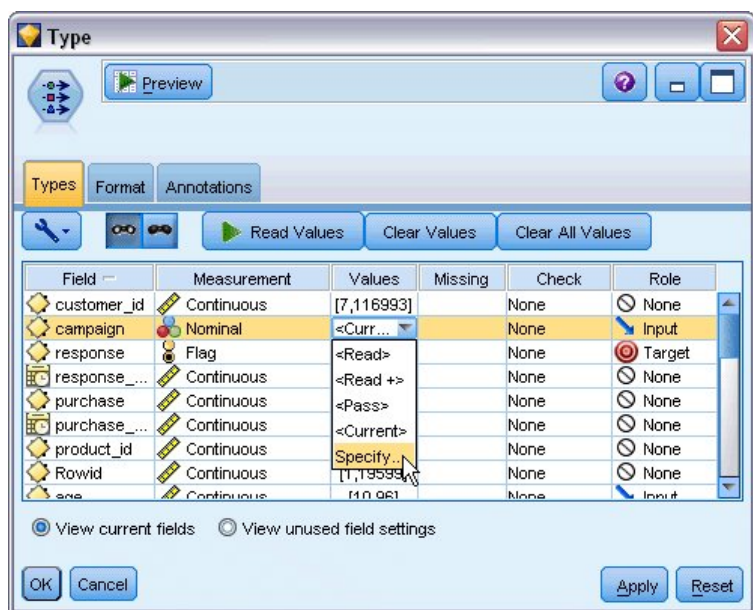 Type
Preview
Types Format Annotations
Read Values Clear Values Clear All Values
Field Measurement Values Missing Check Role
customer_id Continuous [7,116993] None None
campaign Nominal <Curr... None Input
response Flag <Read> None Target
response_... Continuous <Read +> None None
purchase Continuous <Pass> None None
purchase_... Continuous <Current> None None
product_id Continuous Specify... None None
Rowid Continuous [1,19599] None None
age Continuous [10,96] None Input
View current fields View unused field settings
OK Cancel Apply Reset